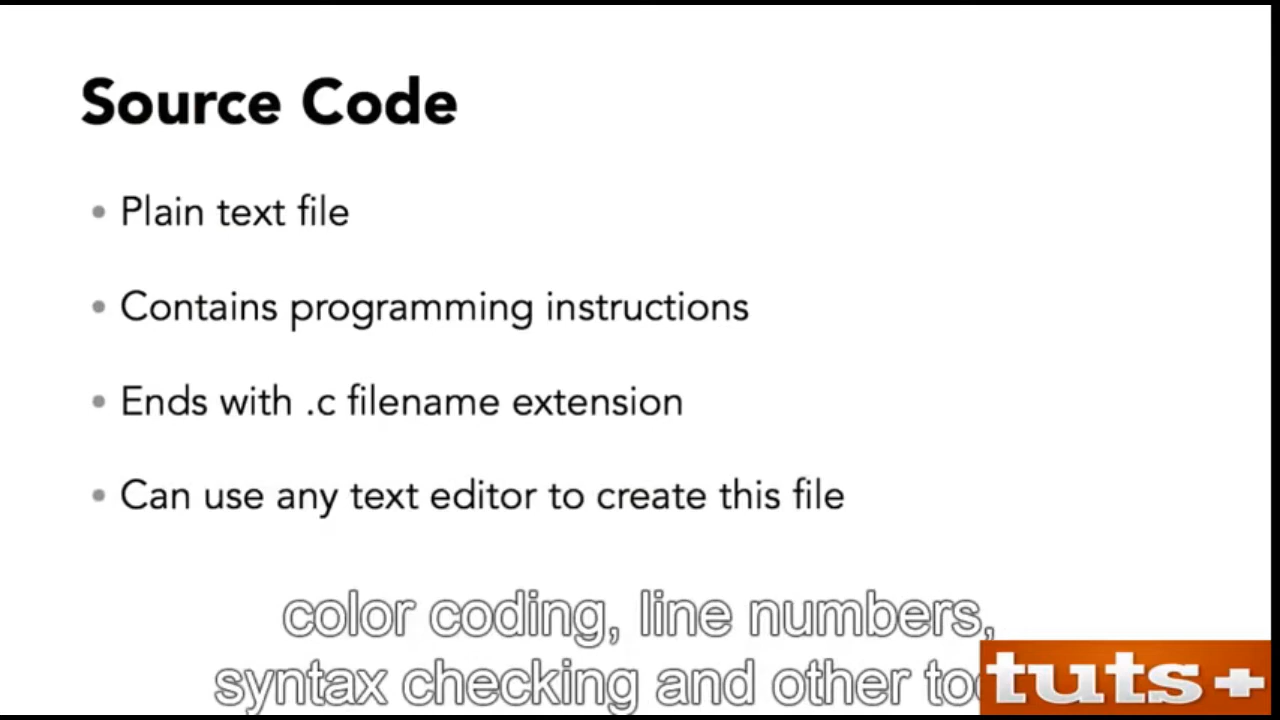 Source Code
• Plain text file
• Contains programming instructions
• Ends with .c filename extension
• Can use any text editor to create this file
color coding, line numbers,
syntax checking and other
tuts+